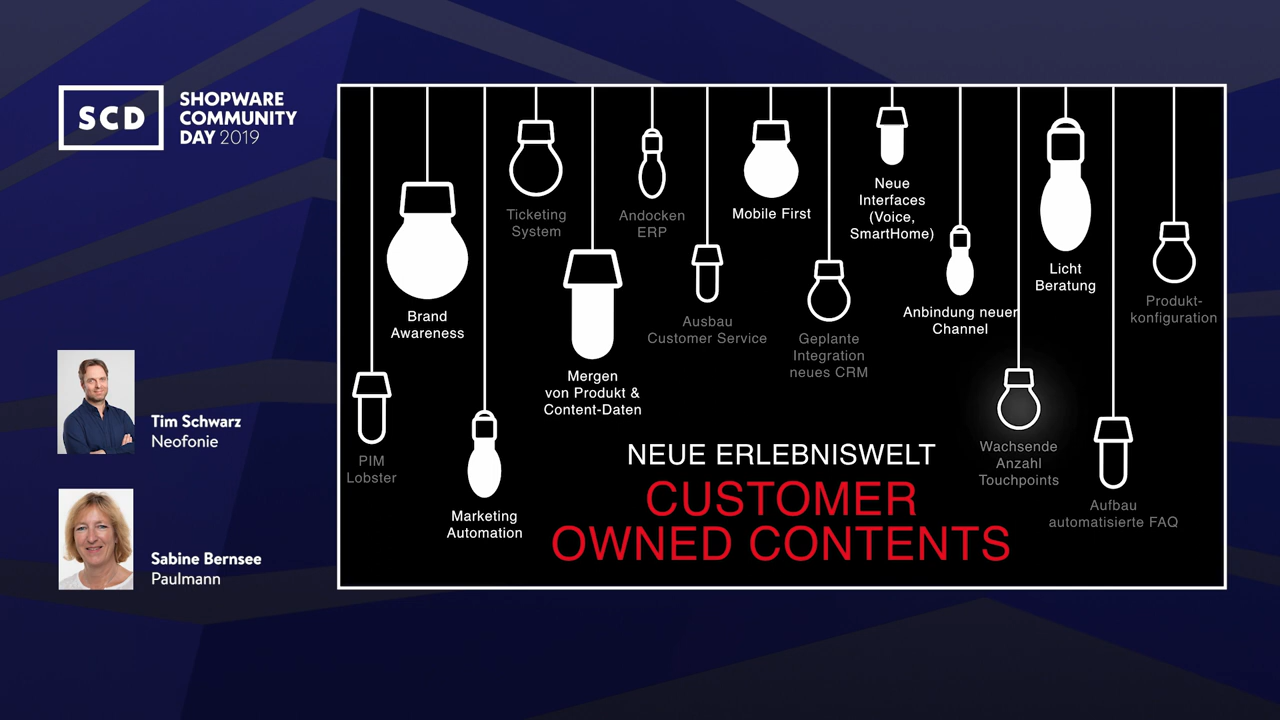 SCD
SHOPWARE
COMMUNITY
DAY 2019
Tim Schwarz
Neofonie
Sabine Bernsee
Paulmann
PIM
Lobster
Brand
Awareness
Marketing
Automation
Ticketing
System
Mergen
von Produkt &
Content-Daten
Andocken
ERP
Ausbau
Customer Service
Mobile First
Geplante
Integration
neues CRM
Neue
Interfaces
(Voice,
SmartHome)
Anbindung neuer
Channel
Wachsende
Anzahl
Touchpoints
Licht
Beratung
Aufbau
automatisierte FAQ
Produkt-
konfiguration
NEUE ERLEBNISWELT
CUSTOMER
OWNED CONTENTS